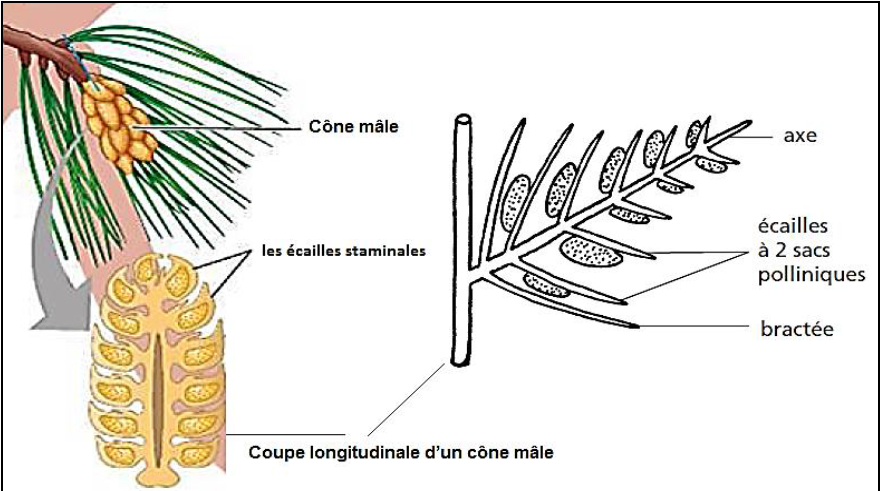 Cône mâle
les écailles staminales
axe
écailles
à 2 sacs
polliniques
bractée
Coupe longitudinale d'un cône mâle